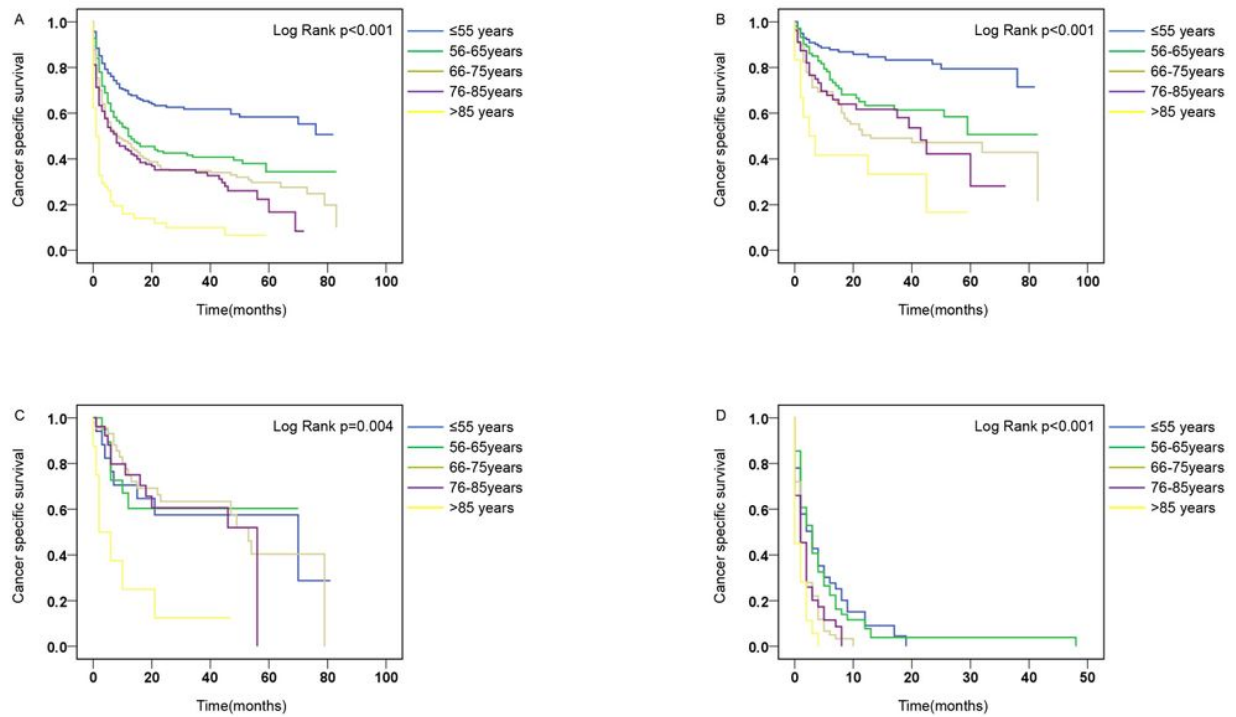 A
Log Rank p<0.001
≤55 years
56-65years
66-75years
76-85years
>85 years
Cancer specific survival
1.0
0.8
0.6
0.4
0.2
0.0
0 20 40 60 80 100
Time(months)
B
Log Rank p<0.001
≤55 years
56-65years
66-75years
76-85years
>85 years
Cancer specific survival
1.0
0.8
0.6
0.4
0.2
0.0
0 20 40 60 80 100
Time(months)
C
Log Rank p=0.004
≤55 years
56-65years
66-75years
76-85years
>85 years
Cancer specific survival
1.0
0.8
0.6
0.4
0.2
0.0
0 20 40 60 80 100
Time(months)
D
Log Rank p<0.001
≤55 years
56-65years
66-75years
76-85years
>85 years
Cancer specific survival
1.0
0.8
0.6
0.4
0.2
0.0
0 10 20 30 40 50
Time(months)